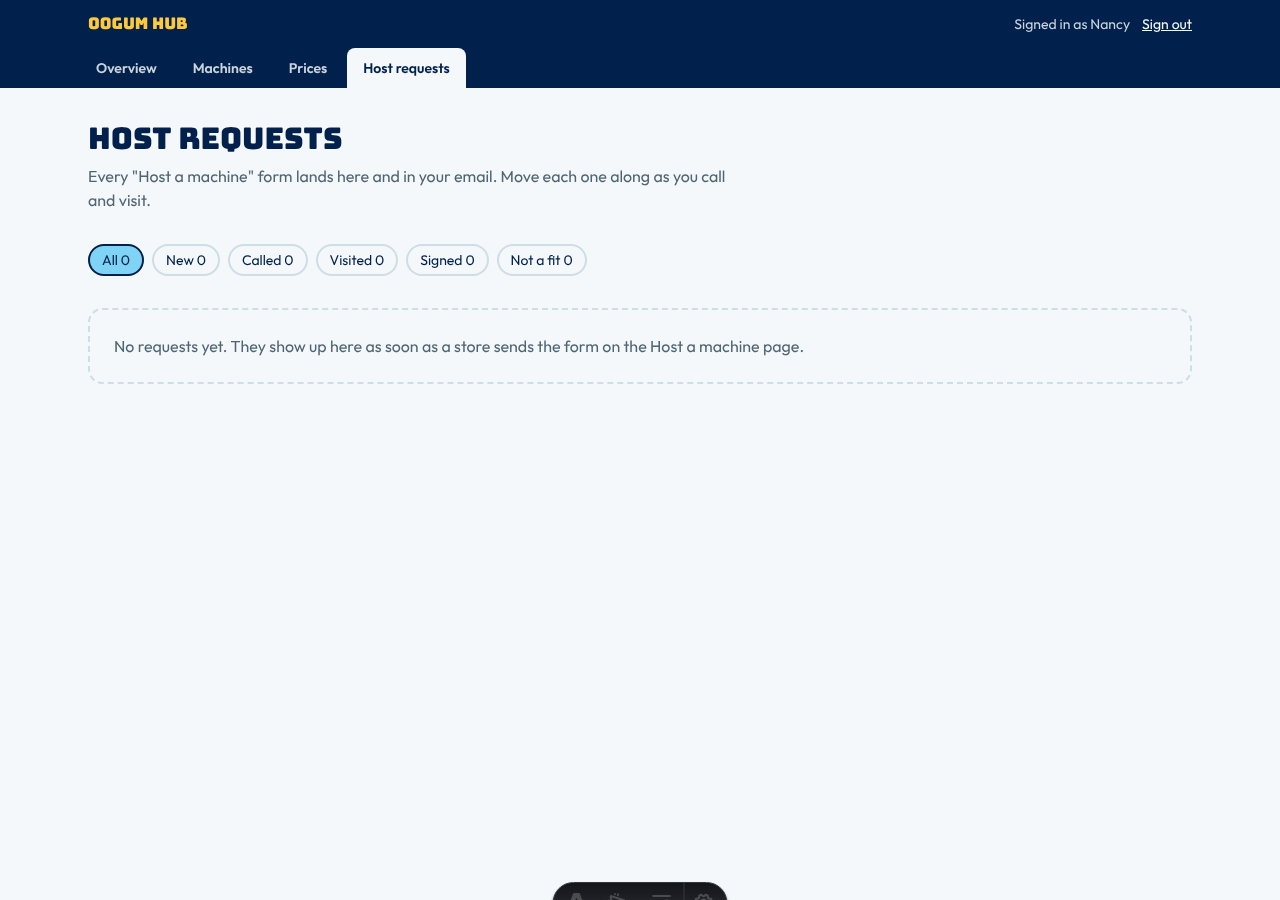 OOGUM HUB
Signed in as Nancy Sign out
Overview Machines Prices Host requests
HOST REQUESTS
Every "Host a machine" form lands here and in your email. Move each one along as you call
and visit.
All 0 New 0 Called 0 Visited 0 Signed 0 Not a fit 0
No requests yet. They show up here as soon as a store sends the form on the Host a machine page.